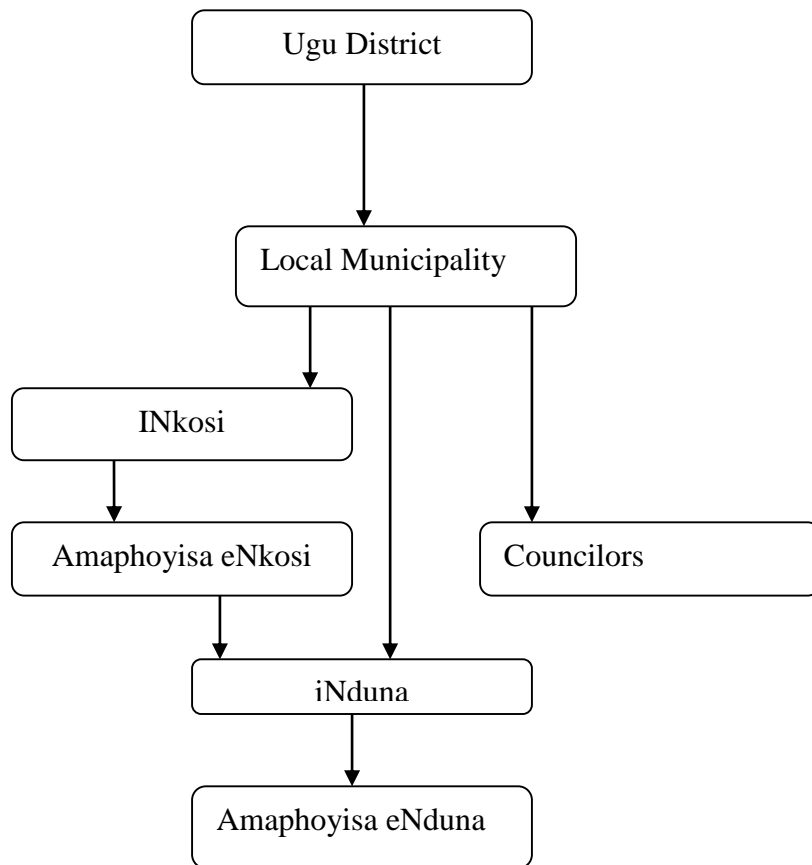 Ugu District
Local Municipality
INkosi
Amaphoyisa eNkosi
Councilors
iNduna
Amaphoyisa eNduna